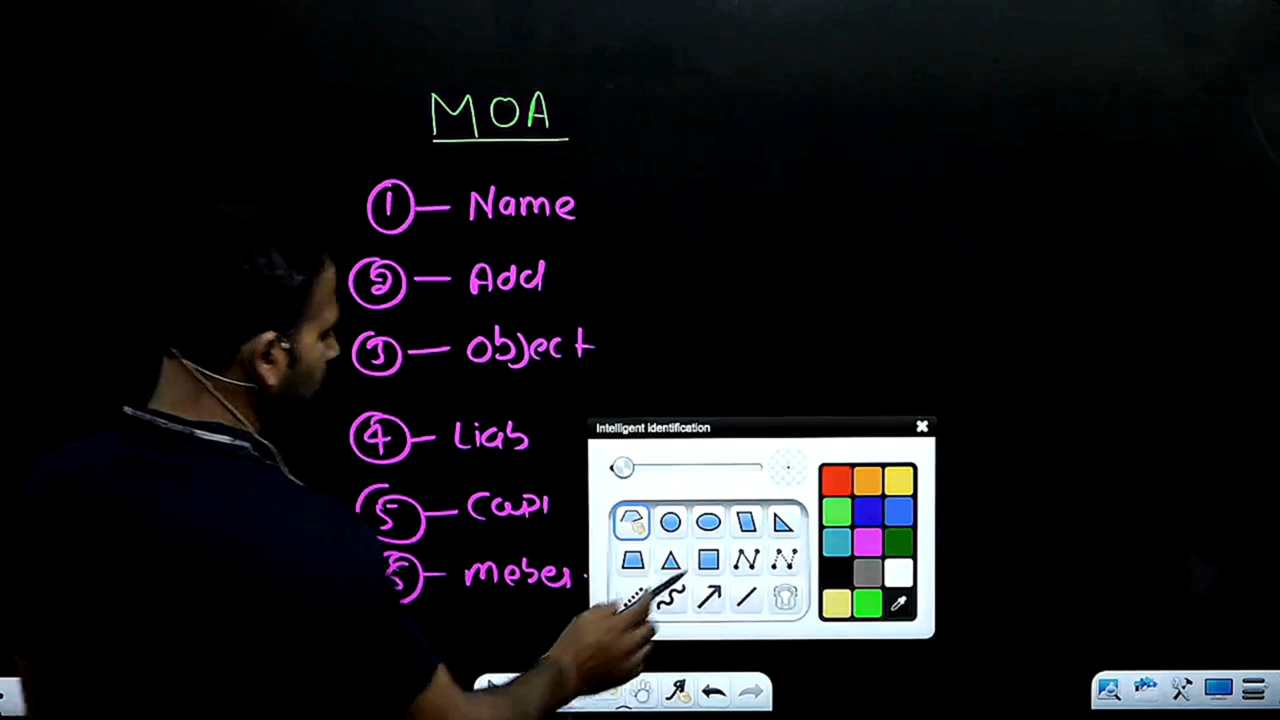 MOA
① — Name
② — Add
③ — Object
④ — Liab
⑤ — Capi
Intelligent identification
— meber